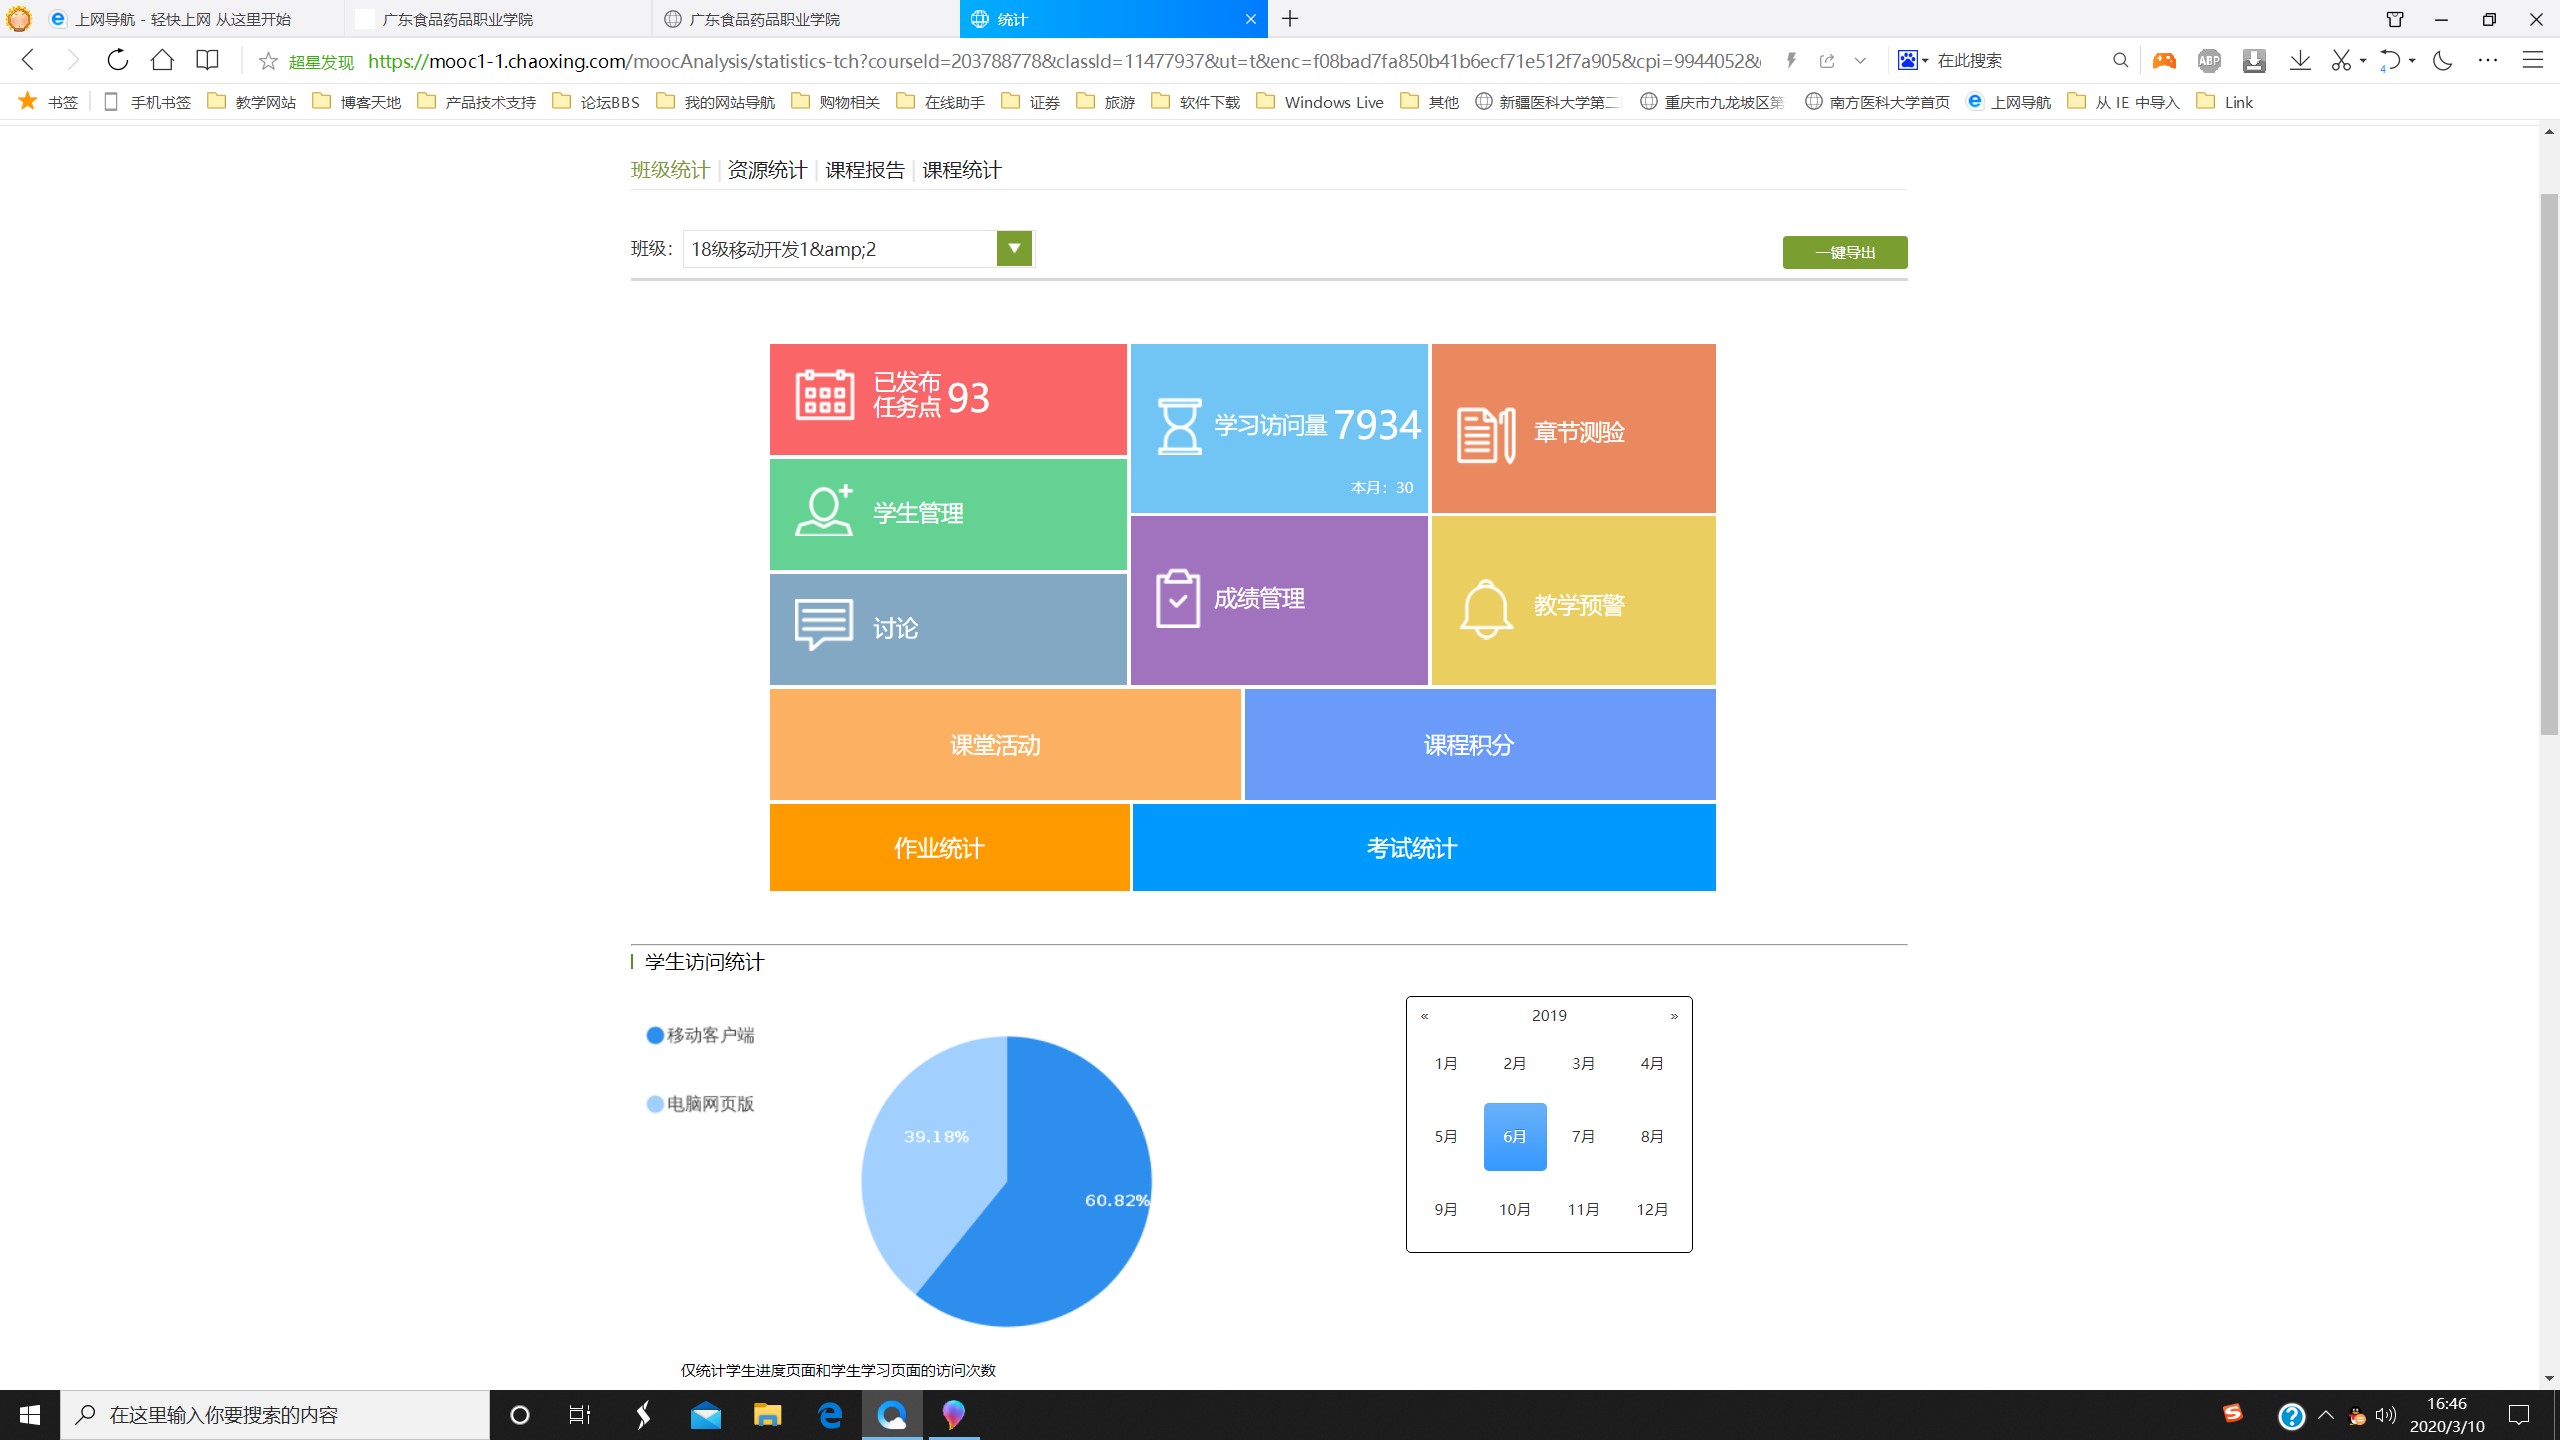 上网导航 - 轻快上网 从这里开始
广东食品药品职业学院
广东食品药品职业学院
统计
超星发现 https://mooc1-1.chaoxing.com/moocAnalysis/statistics-tch?courseId=203788778&classId=11477937&ut=t&enc=f08bad7fa850b41b6ecf71e512f7a905&cpi=9944052&
在此搜索
ABP
4
书签 手机书签 教学网站 博客天地 产品技术支持 论坛BBS 我的网站导航 购物相关 在线助手 证券 旅游 软件下载 Windows Live 其他 新疆医科大学第二 重庆市九龙坡区第 南方医科大学首页 上网导航 从 IE 中导入 Link
班级统计 | 资源统计 | 课程报告 | 课程统计
班级: 18级移动开发1&amp;2
一键导出
已发布
任务点 93
学习访问量 7934
本月: 30
章节测验
学生管理
讨论
成绩管理
教学预警
课堂活动
课程积分
作业统计
考试统计
学生访问统计
移动客户端
电脑网页版
39.18%
60.82%
« 2019 »
1月 2月 3月 4月
5月 6月 7月 8月
9月 10月 11月 12月
仅统计学生进度页面和学生学习页面的访问次数
在这里输入你要搜索的内容
16:46
2020/3/10